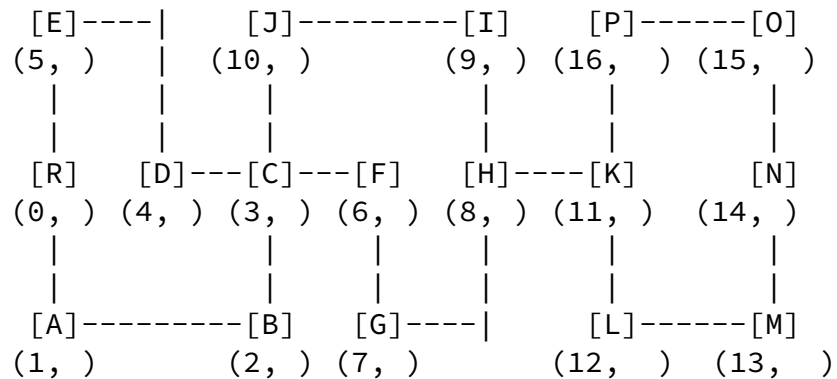 [E]----| [J]---------[I] [P]------[O]
(5, ) | (10, ) (9, ) (16, ) (15, )
| | | | | |
| | | | | |
[R] [D]---[C]---[F] [H]----[K] [N]
(0, ) (4, ) (3, ) (6, ) (8, ) (11, ) (14, )
| | | | | |
| | | | | |
[A]---------[B] [G]----| [L]------[M]
(1, ) (2, ) (7, ) (12, ) (13, )